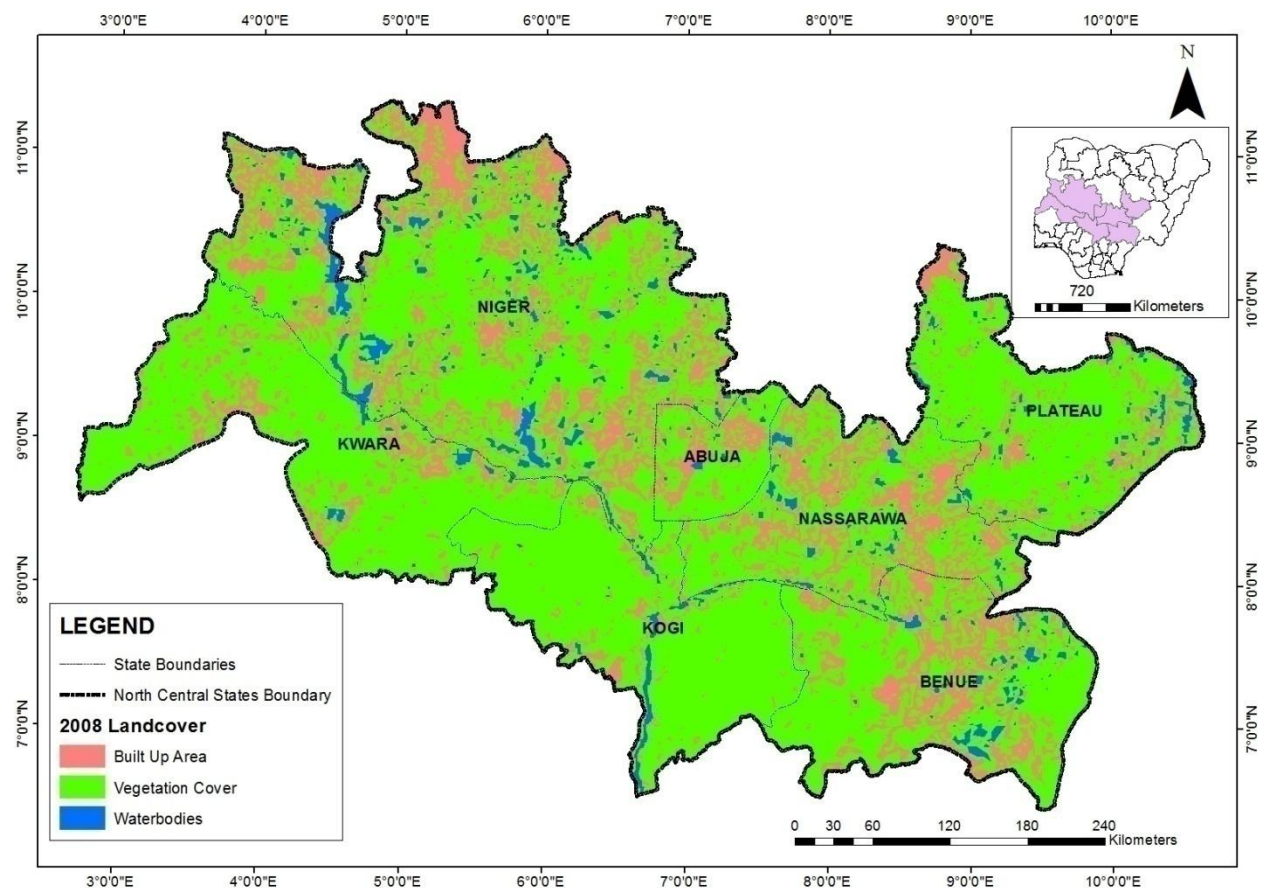 3°0'0"E 4°0'0"E 5°0'0"E 6°0'0"E 7°0'0"E 8°0'0"E 9°0'0"E 10°0'0"E
N
11°0'0"N
11°0'0"N
720
Kilometers
10°0'0"N
10°0'0"N
NIGER
PLATEAU
9°0'0"N
9°0'0"N
KWARA
ABUJA
NASSARAWA
8°0'0"N
8°0'0"N
KOGI
BENUE
7°0'0"N
7°0'0"N
LEGEND
State Boundaries
North Central States Boundary
2008 Landcover
Built Up Area
Vegetation Cover
Waterbodies
0 30 60 120 180 240
Kilometers
3°0'0"E 4°0'0"E 5°0'0"E 6°0'0"E 7°0'0"E 8°0'0"E 9°0'0"E 10°0'0"E